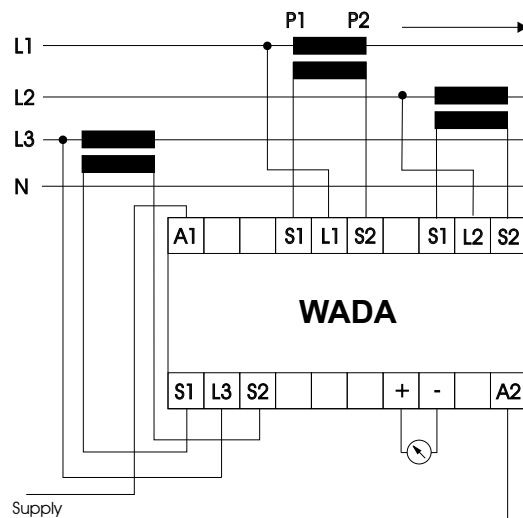 P1 P2
L1
L2
L3
N
A1 S1 L1 S2 S1 L2 S2
WADA
S1 L3 S2 + - A2
Supply